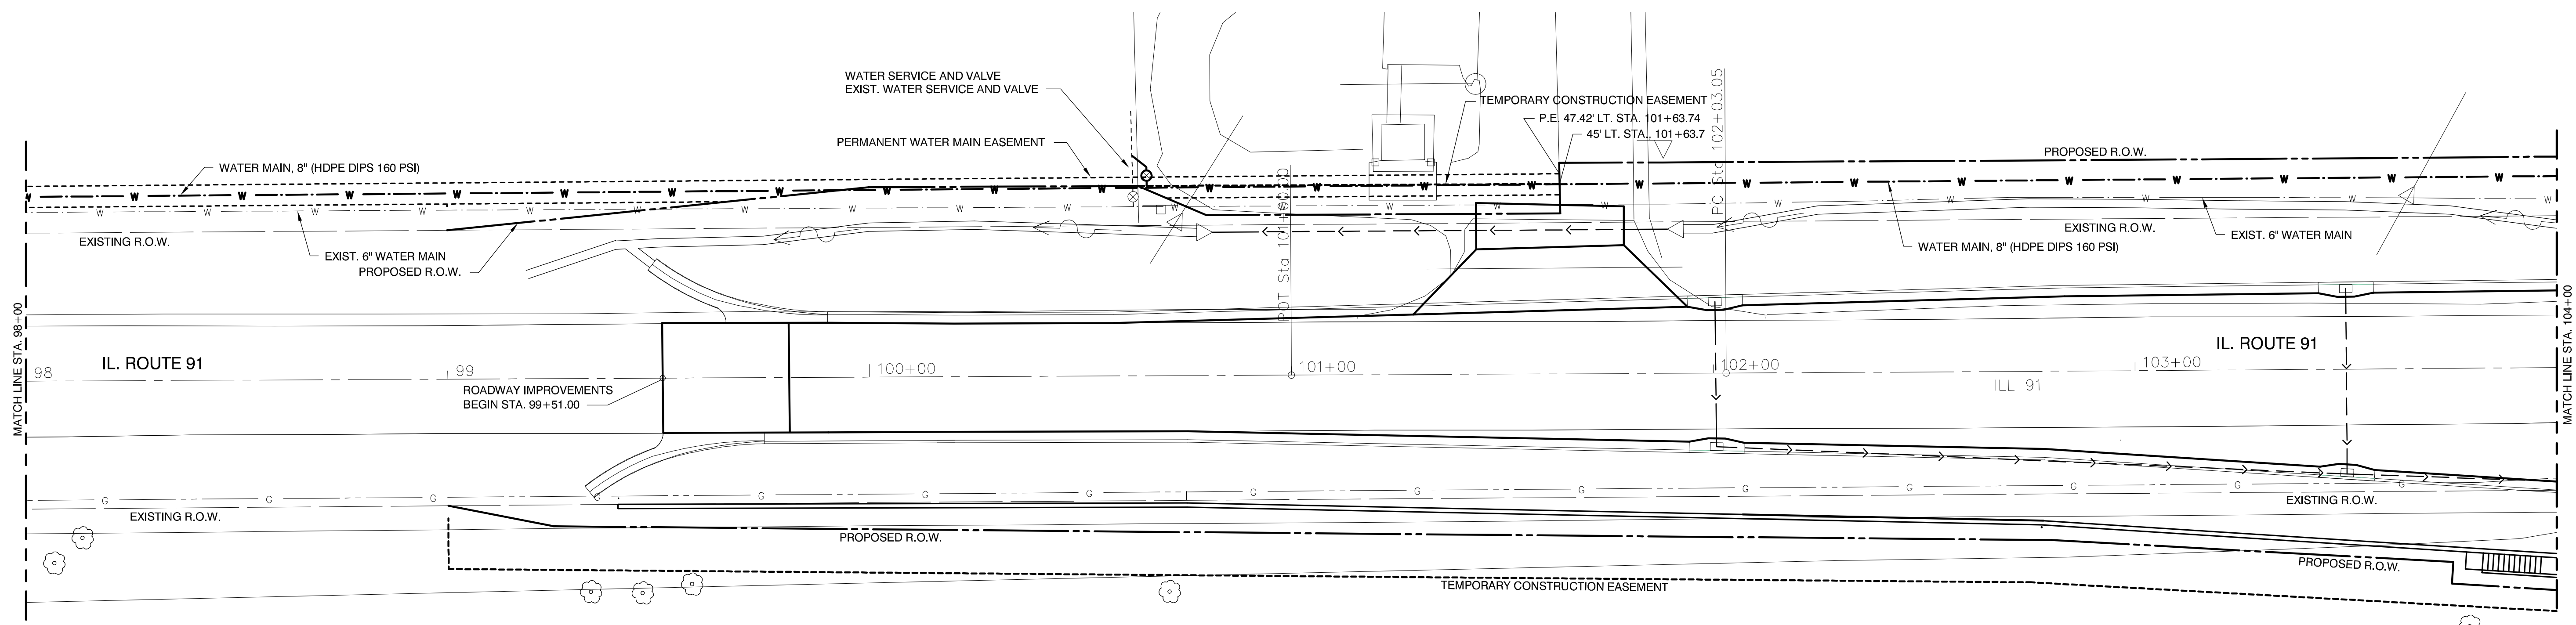 WATER SERVICE AND VALVE
EXIST. WATER SERVICE AND VALVE
PERMANENT WATER MAIN EASEMENT
TEMPORARY CONSTRUCTION EASEMENT
P.E. 47.42' LT. STA. 101+63.74
45' LT. STA., 101+63.7
PC Sta 102+03.05
PROPOSED R.O.W.
WATER MAIN, 8" (HDPE DIPS 160 PSI)
W W W W W W W W W W W W W W W W W W W W W W W W
W W W W W W W W W W W W W W W W W W W W
EXISTING R.O.W.
EXIST. 6" WATER MAIN
PROPOSED R.O.W.
EXISTING R.O.W.
WATER MAIN, 8" (HDPE DIPS 160 PSI)
EXIST. 6" WATER MAIN
MATCH LINE STA. 98+00
MATCH LINE STA. 104+00
IL. ROUTE 91
IL. ROUTE 91
98
99
100+00
101+00
102+00
103+00
ILL 91
ROADWAY IMPROVEMENTS
BEGIN STA. 99+51.00
G G G G G G G G G G G G G G G
EXISTING R.O.W.
EXISTING R.O.W.
PROPOSED R.O.W.
PROPOSED R.O.W.
TEMPORARY CONSTRUCTION EASEMENT